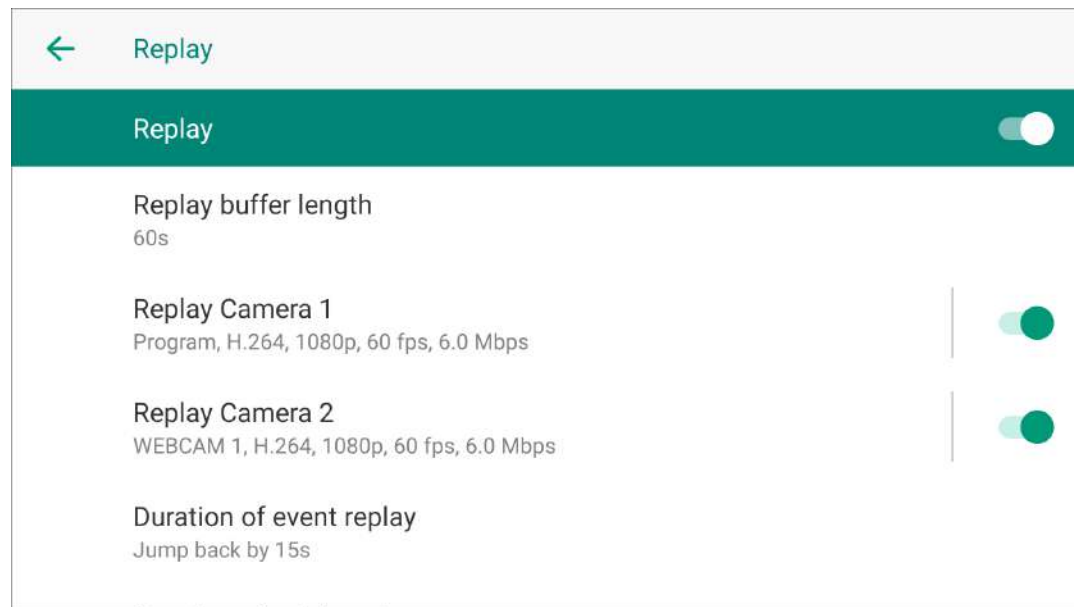 Replay
Replay
Replay buffer length
60s
Replay Camera 1
Program, H.264, 1080p, 60 fps, 6.0 Mbps
Replay Camera 2
WEBCAM 1, H.264, 1080p, 60 fps, 6.0 Mbps
Duration of event replay
Jump back by 15s